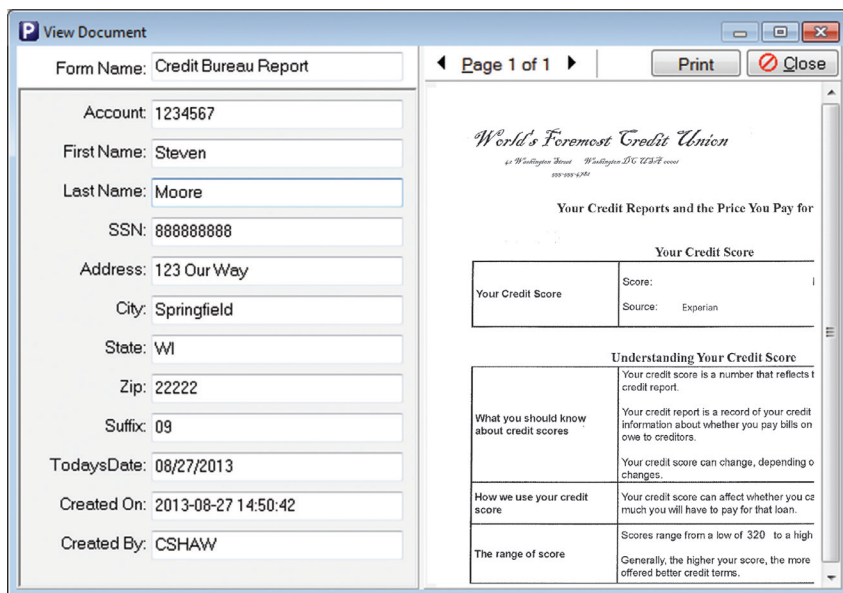 View Document
Form Name: Credit Bureau Report
Account: 1234567
First Name: Steven
Last Name: Moore
SSN: 888888888
Address: 123 Our Way
City: Springfield
State: WI
Zip: 22222
Suffix: 09
TodaysDate: 08/27/2013
Created On: 2013-08-27 14:50:42
Created By: CSHAW
Page 1 of 1
Print
Close
World's Foremost Credit Union
Washington Street Washington DC USA
Your Credit Reports and the Price You Pay for
Your Credit Score
Your Credit Score
Score:
Source: Experian
Understanding Your Credit Score
What you should know
about credit scores
Your credit score is a number that reflects t
credit report.
Your credit report is a record of your credit
information about whether you pay bills on
owe to creditors.
Your credit score can change, depending o
changes.
How we use your credit
score
Your credit score can affect whether you ca
much you will have to pay for that loan.
The range of score
Scores range from a low of 320 to a high
Generally, the higher your score, the more
offered better credit terms.